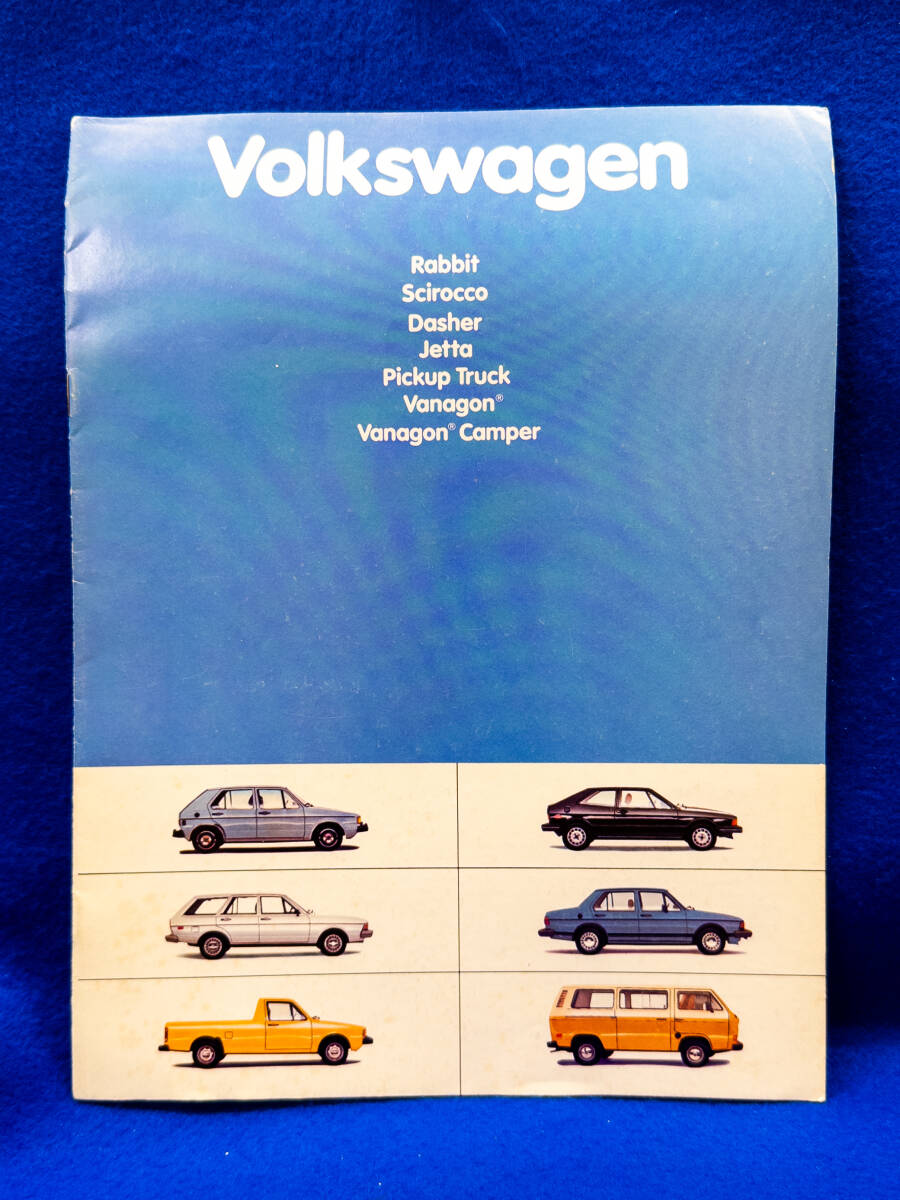 Volkswagen
Rabbit
Scirocco
Dasher
Jetta
Pickup Truck
Vanagon®
Vanagon® Camper